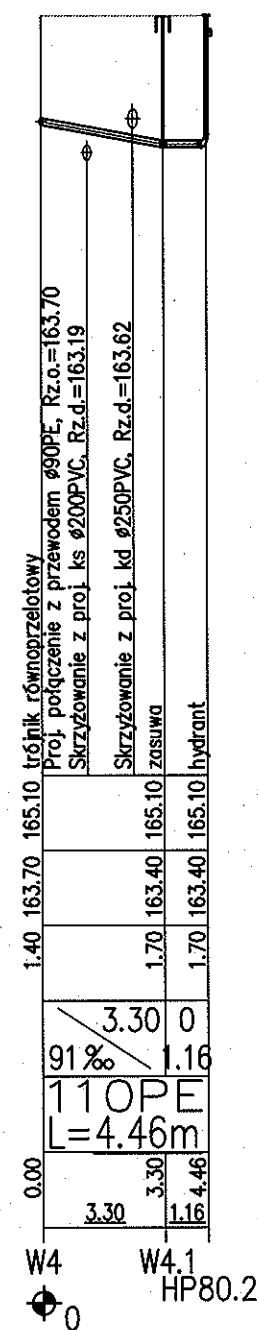 trójnik równoprzelotowy
Proj. połączenie z przewodem ø90PE, Rz.o.=163.70
Skrzyżowanie z proj. ks ø200PVC, Rz.d.=163.19
Skrzyżowanie z proj. kd ø250PVC, Rz.d.=163.62
zasuwa
hydrant
165.10 165.10 165.10
163.70 163.40 163.40
1.40 1.70 1.70
3.30 0
91‰ 1.16
110PE
L=4.46m
0.00 3.30 4.46
3.30 1.16
W4 W4.1
HP80.2
0